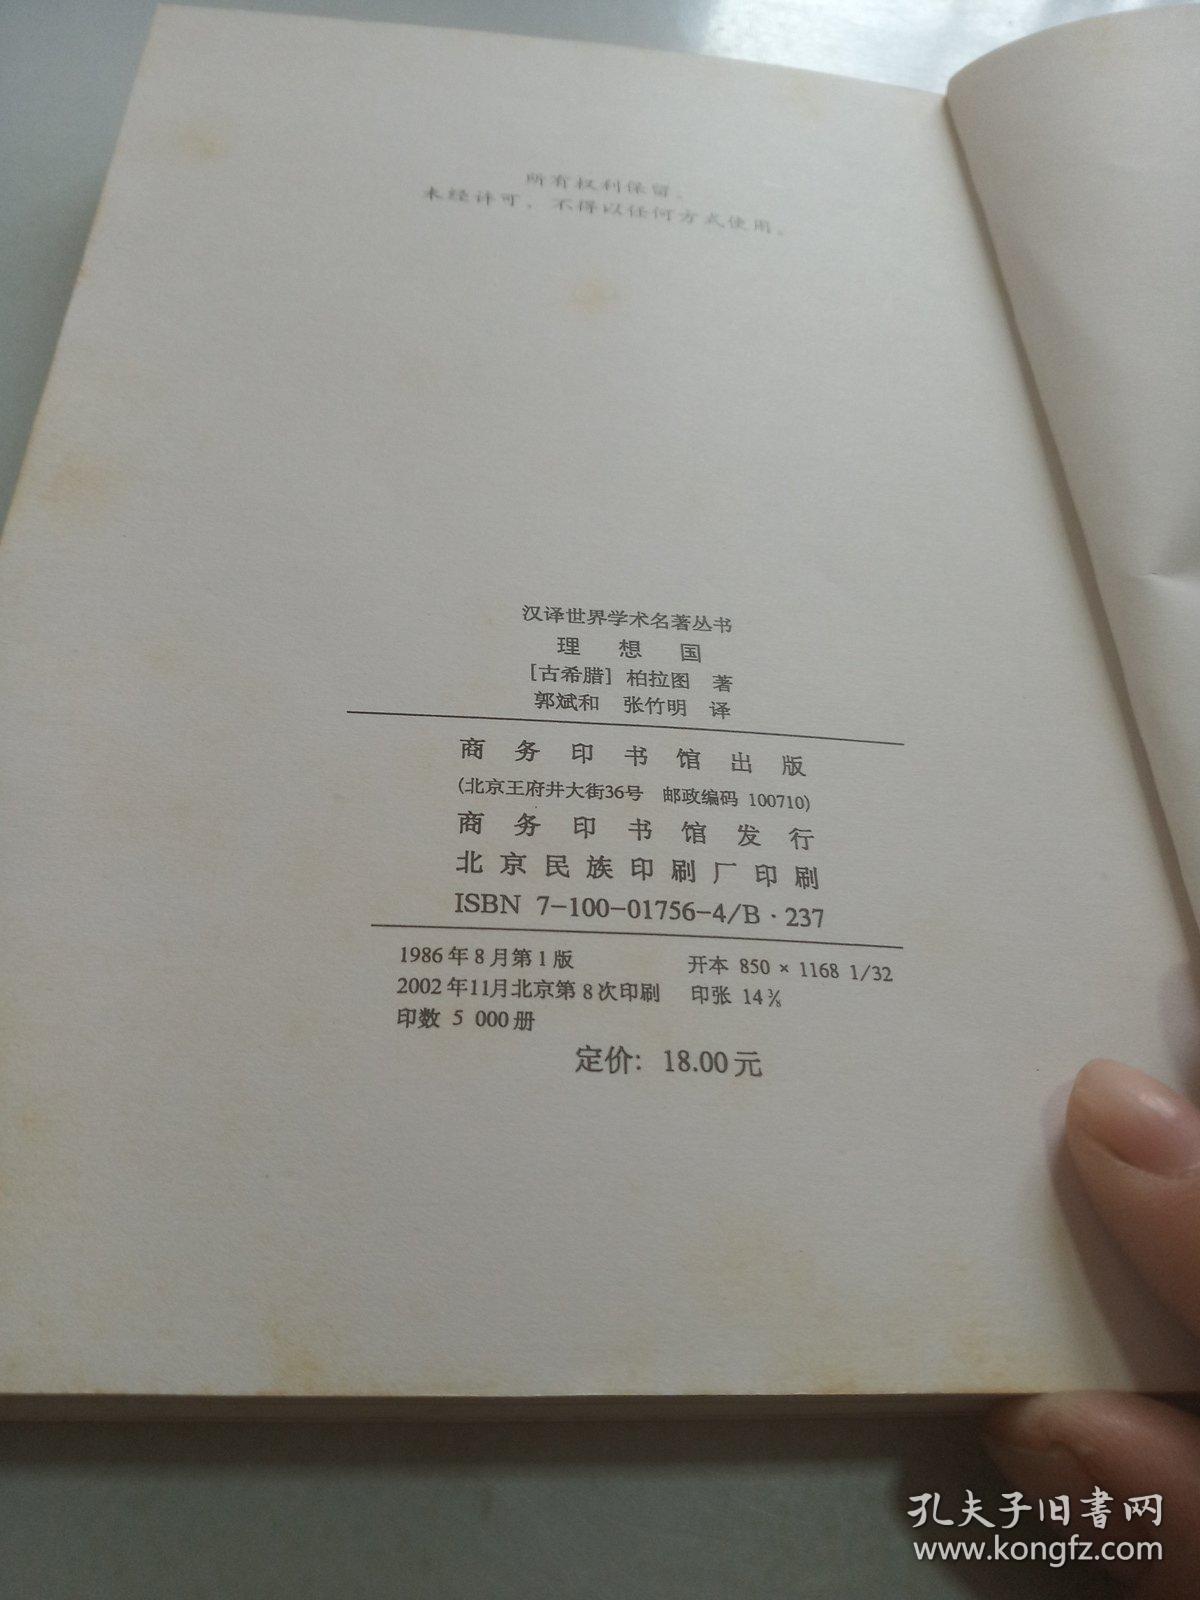 所有权利保留。
未经许可，不得以任何方式使用。
汉译世界学术名著丛书
理想国
[古希腊] 柏拉图 著
郭斌和 张竹明 译
商务印书馆出版
(北京王府井大街36号 邮政编码 100710)
商务印书馆发行
北京民族印刷厂印刷
ISBN 7-100-01756-4/B·237
1986年8月第1版 开本 850×1168 1/32
2002年11月北京第8次印刷 印张 14⅜
印数 5 000册
定价：18.00元
孔夫子旧书网
www.kongfz.com